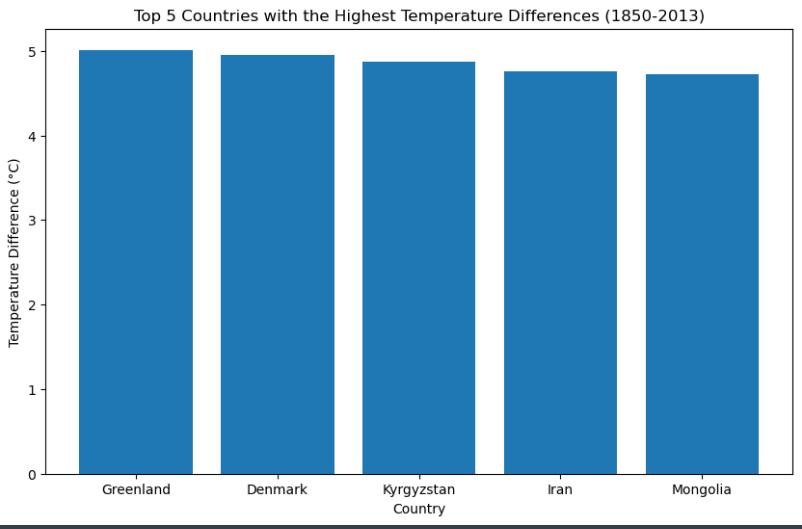 Top 5 Countries with the Highest Temperature Differences (1850-2013)
Temperature Difference (°C)
5
4
3
2
1
0
Greenland Denmark Kyrgyzstan Iran Mongolia
Country